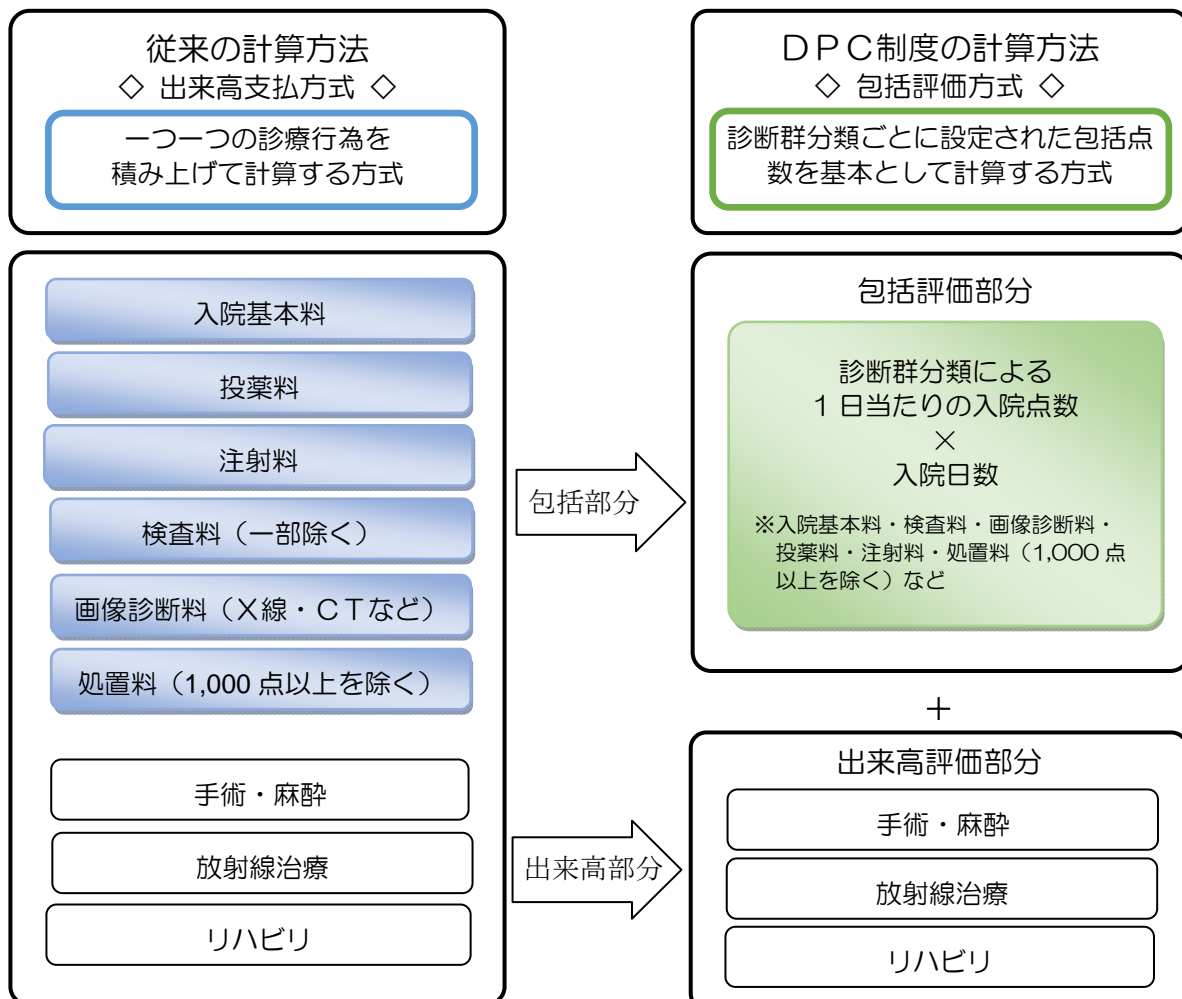 従来の計算方法
◇ 出来高支払方式 ◇
一つ一つの診療行為を
積み上げて計算する方式
入院基本料
投薬料
注射料
検査料（一部除く）
画像診断料（X線・CTなど）
処置料（1,000 点以上を除く）
手術・麻酔
放射線治療
リハビリ
包括部分
出来高部分
ＤＰＣ制度の計算方法
◇ 包括評価方式 ◇
診断群分類ごとに設定された包括点
数を基本として計算する方式
包括評価部分
診断群分類による
1 日当たりの入院点数
×
入院日数
※入院基本料・検査料・画像診断料・
投薬料・注射料・処置料（1,000 点
以上を除く）など
＋
出来高評価部分
手術・麻酔
放射線治療
リハビリ